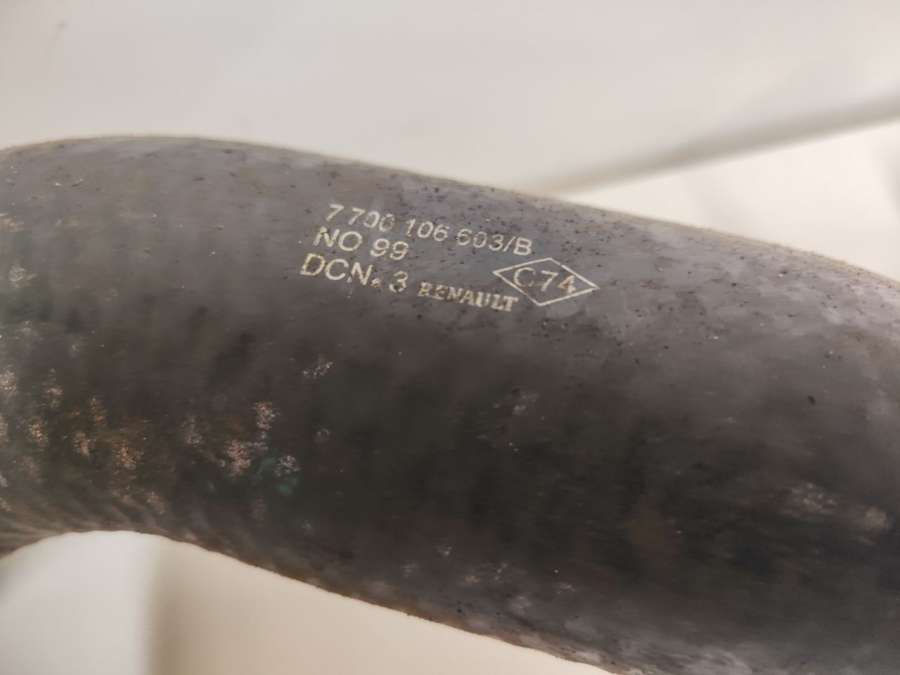 7 700 106 603/B
NO 99
DCN. 3 RENAULT
C74